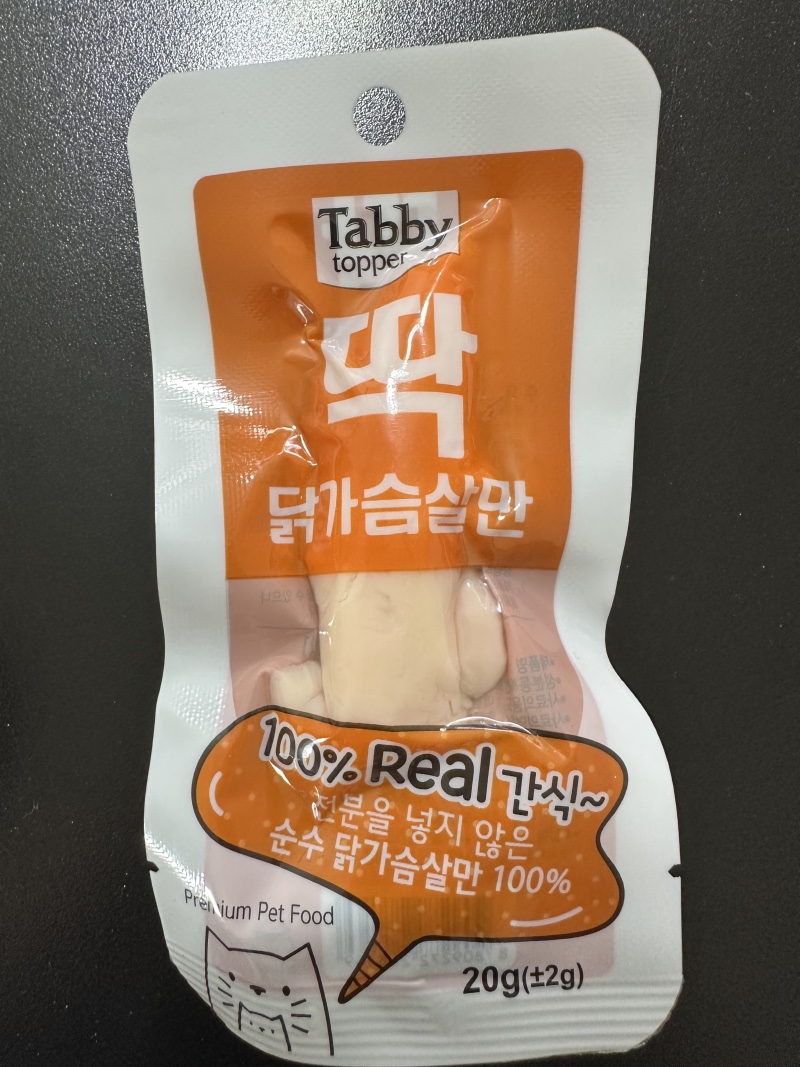 Tabby
topper
딱
닭가슴살만
100% Real 간식~
전분을 넣지 않은
순수 닭가슴살만 100%
Premium Pet Food
20g(±2g)